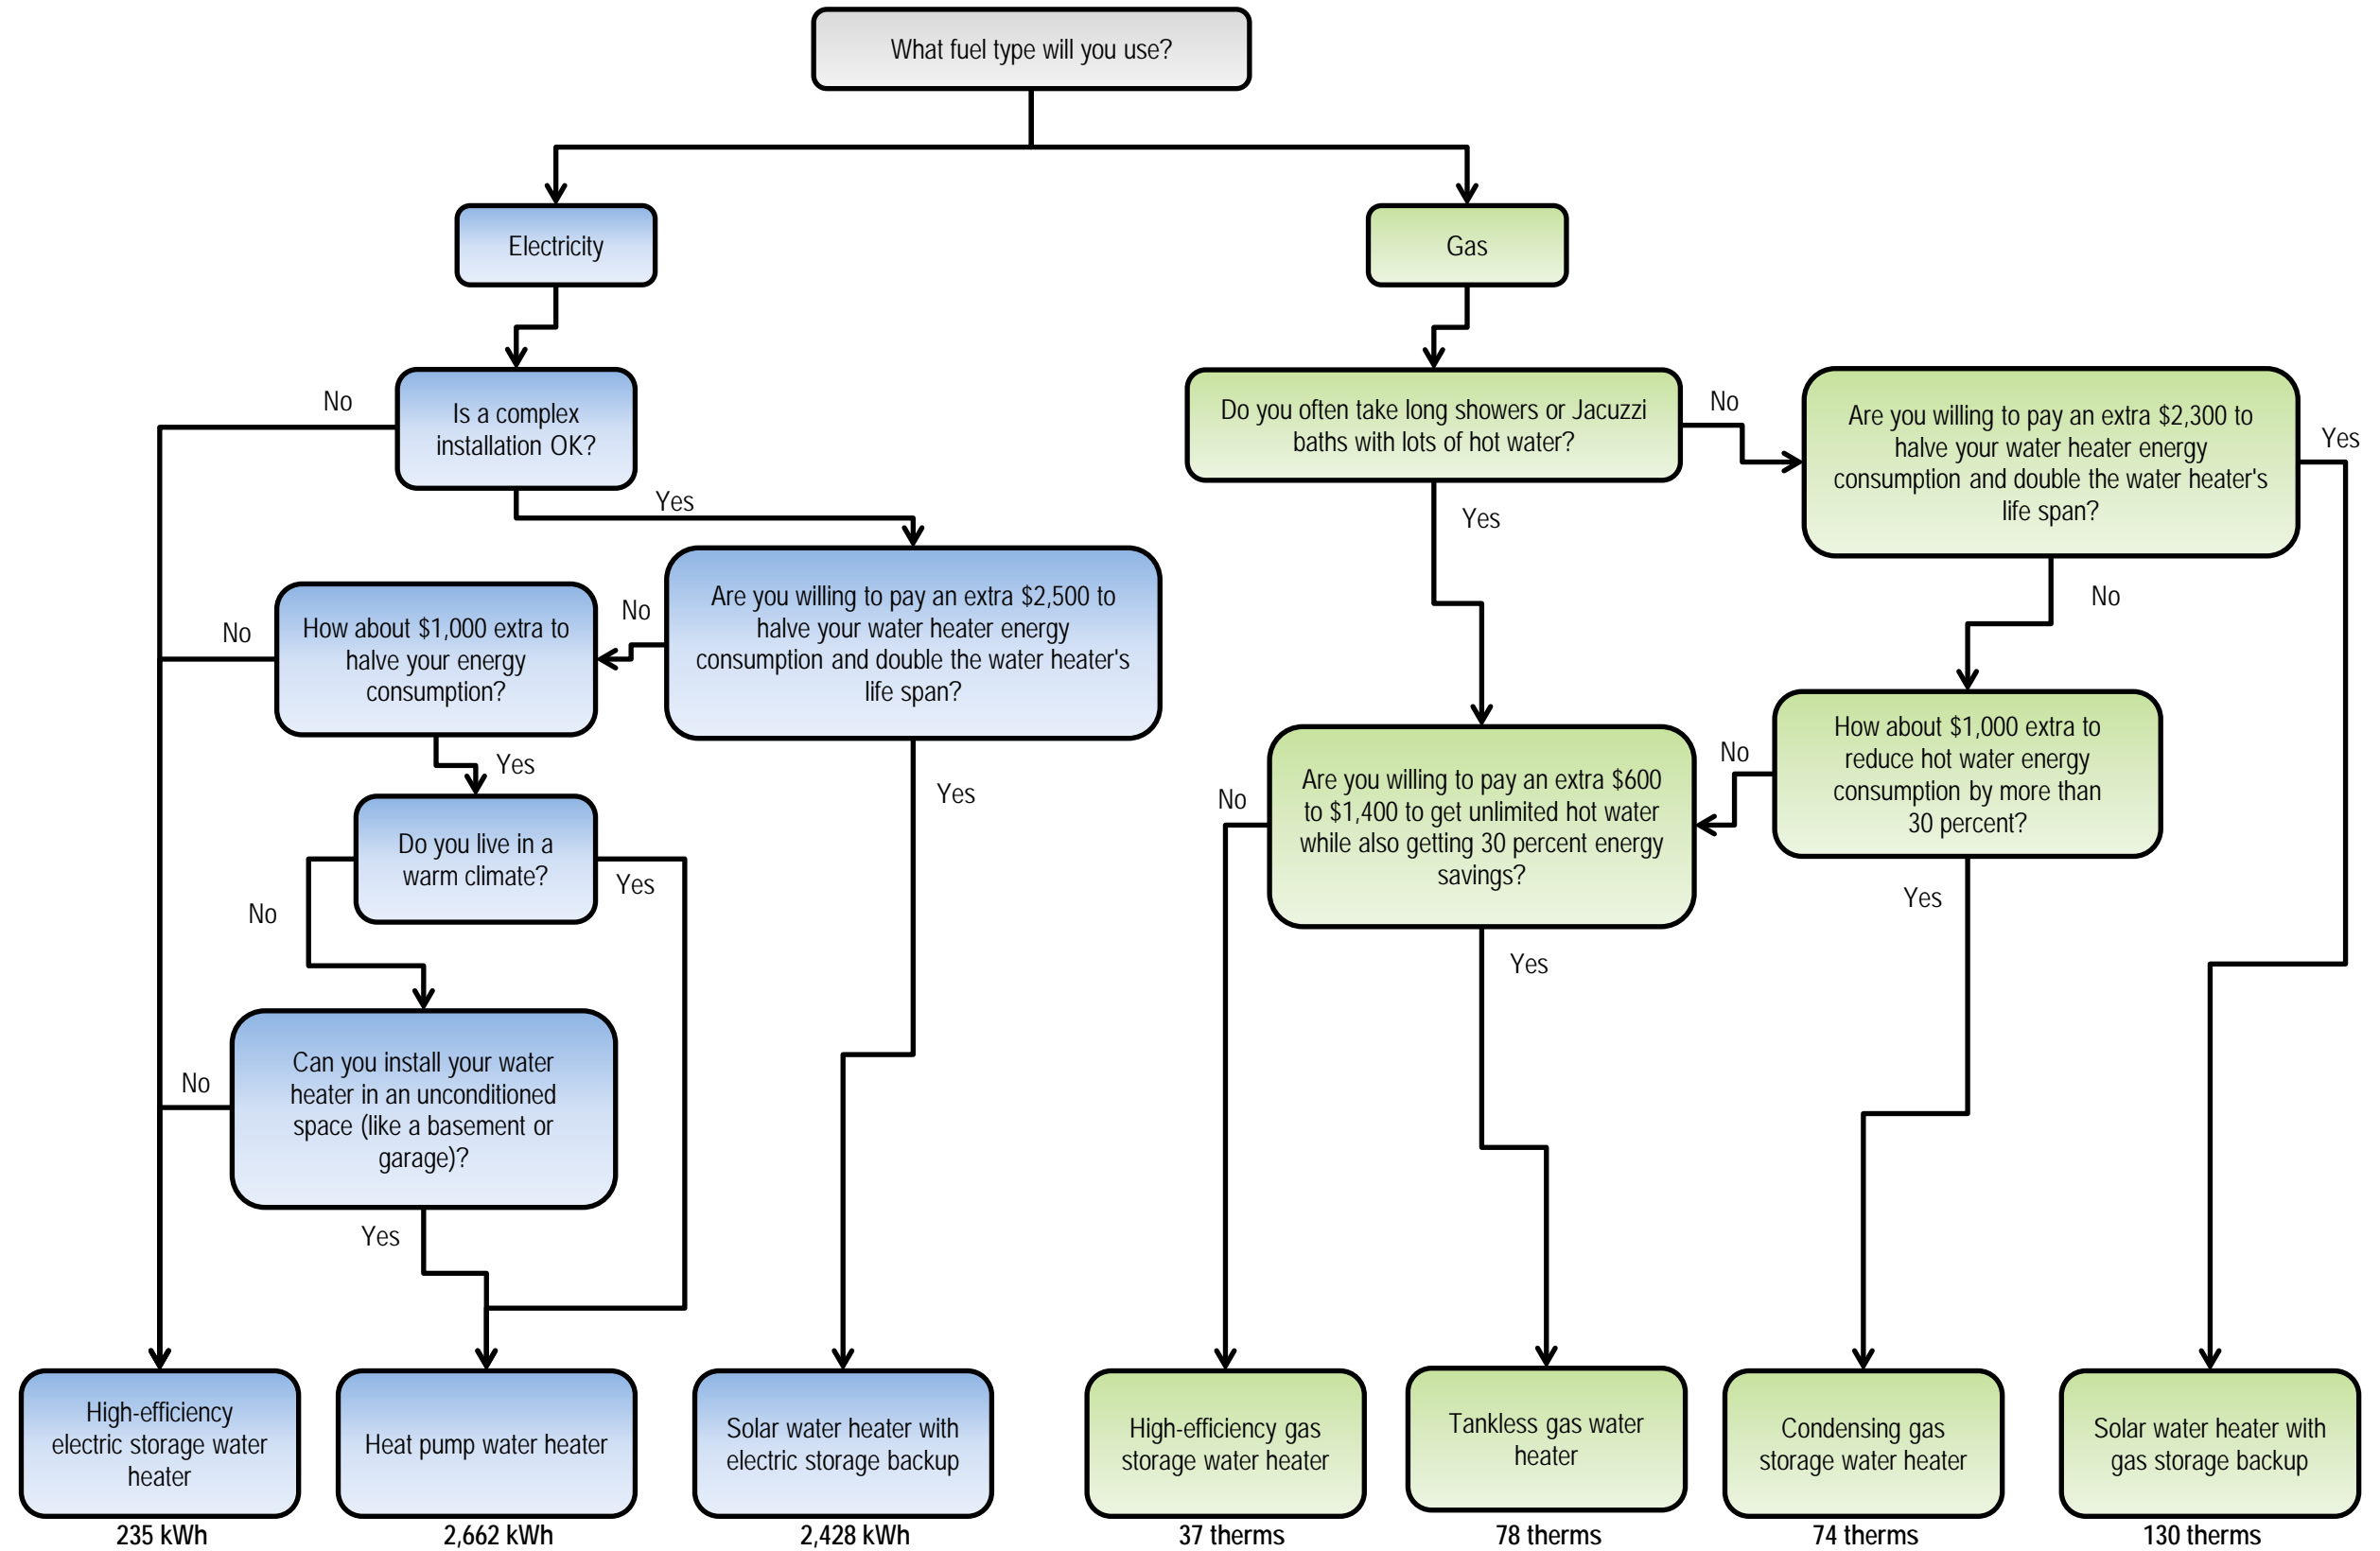 What fuel type will you use?
Electricity
Gas
No
Is a complex
installation OK?
Yes
Do you often take long showers or Jacuzzi
baths with lots of hot water?
No
Are you willing to pay an extra $2,300 to
halve your water heater energy
consumption and double the water heater's
life span?
Yes
Yes
No
No
How about $1,000 extra to
halve your energy
consumption?
No
Are you willing to pay an extra $2,500 to
halve your water heater energy
consumption and double the water heater's
life span?
Yes
Yes
Do you live in a
warm climate?
No
Yes
No
Are you willing to pay an extra $600
to $1,400 to get unlimited hot water
while also getting 30 percent energy
savings?
No
How about $1,000 extra to
reduce hot water energy
consumption by more than
30 percent?
Yes
Yes
No
Can you install your water
heater in an unconditioned
space (like a basement or
garage)?
Yes
High-efficiency
electric storage water
heater
235 kWh
Heat pump water heater
2,662 kWh
Solar water heater with
electric storage backup
2,428 kWh
High-efficiency gas
storage water heater
37 therms
Tankless gas water
heater
78 therms
Condensing gas
storage water heater
74 therms
Solar water heater with
gas storage backup
130 therms